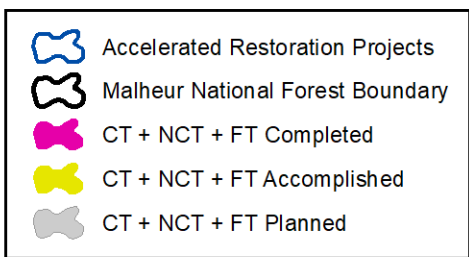 Accelerated Restoration Projects
Malheur National Forest Boundary
CT + NCT + FT Completed
CT + NCT + FT Accomplished
CT + NCT + FT Planned